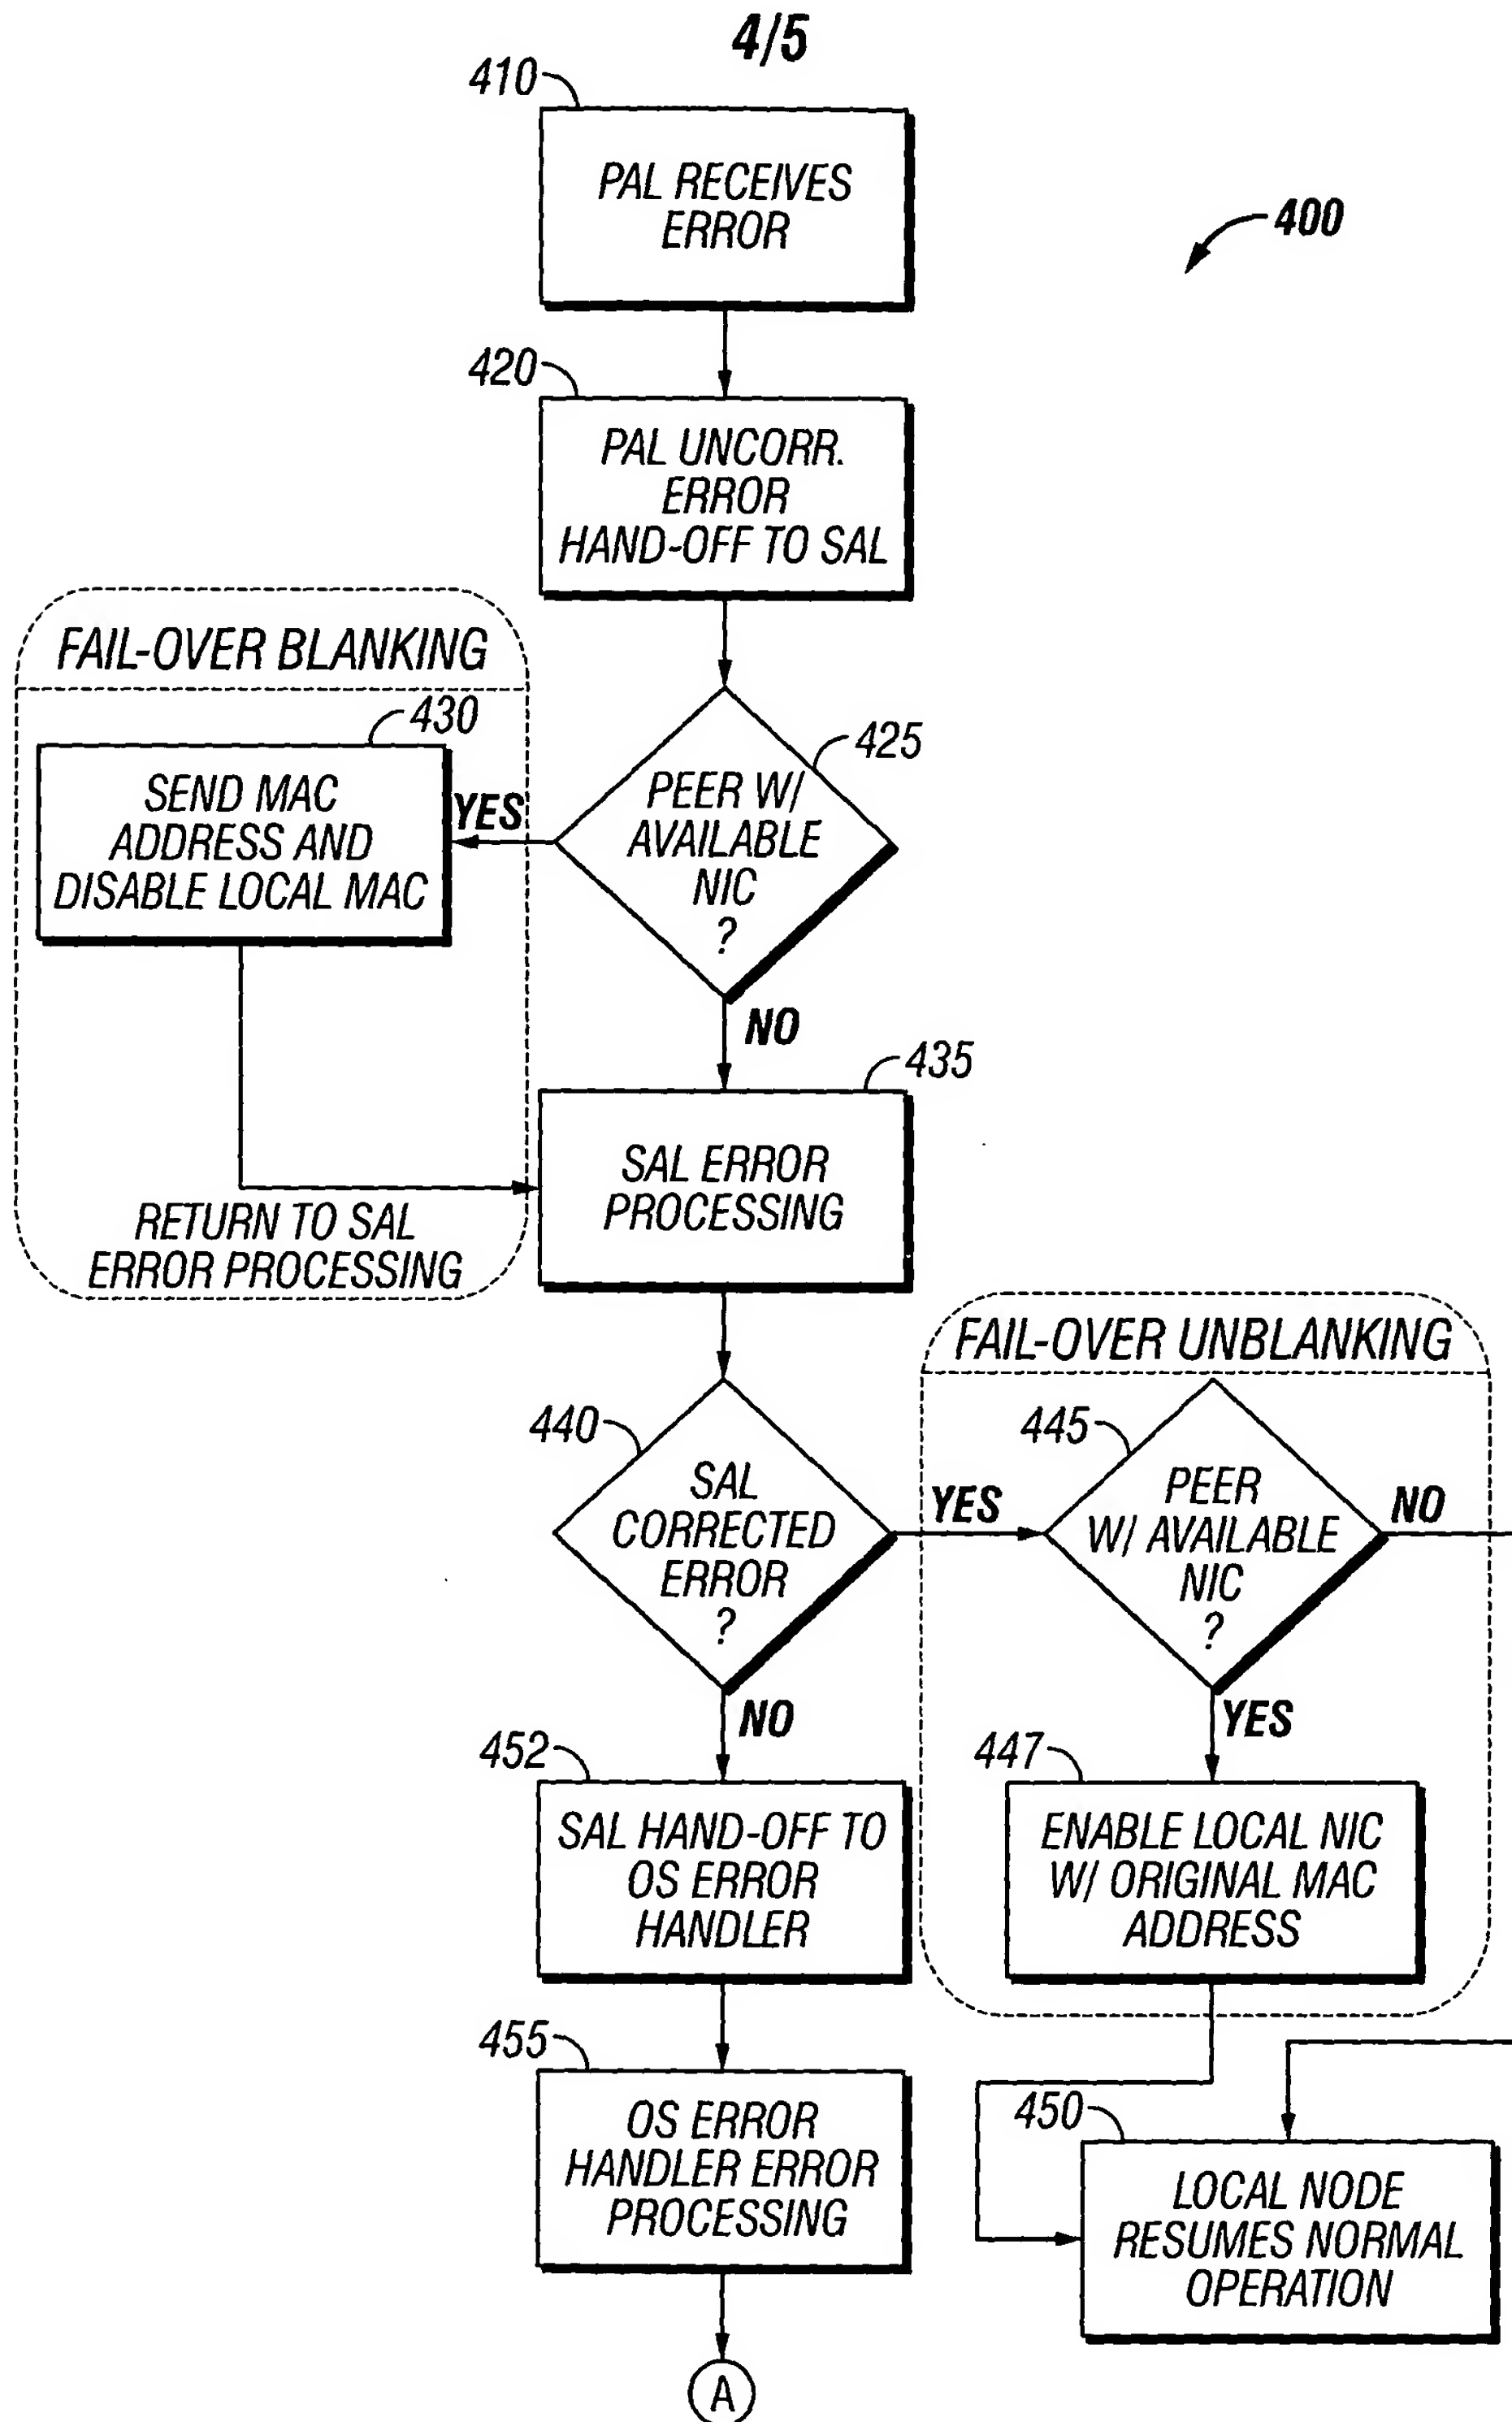 4/5
410
PAL RECEIVES
ERROR
400
420
PAL UNCORR.
ERROR
HAND-OFF TO SAL
FAIL-OVER BLANKING
430
SEND MAC
ADDRESS AND
DISABLE LOCAL MAC
YES
425
PEER W/
AVAILABLE
NIC
?
NO
435
SAL ERROR
PROCESSING
RETURN TO SAL
ERROR PROCESSING
FAIL-OVER UNBLANKING
440
SAL
CORRECTED
ERROR
?
YES
445
PEER
W/ AVAILABLE
NIC
?
NO
NO
YES
452
SAL HAND-OFF TO
OS ERROR
HANDLER
447
ENABLE LOCAL NIC
W/ ORIGINAL MAC
ADDRESS
455
OS ERROR
HANDLER ERROR
PROCESSING
450
LOCAL NODE
RESUMES NORMAL
OPERATION
A